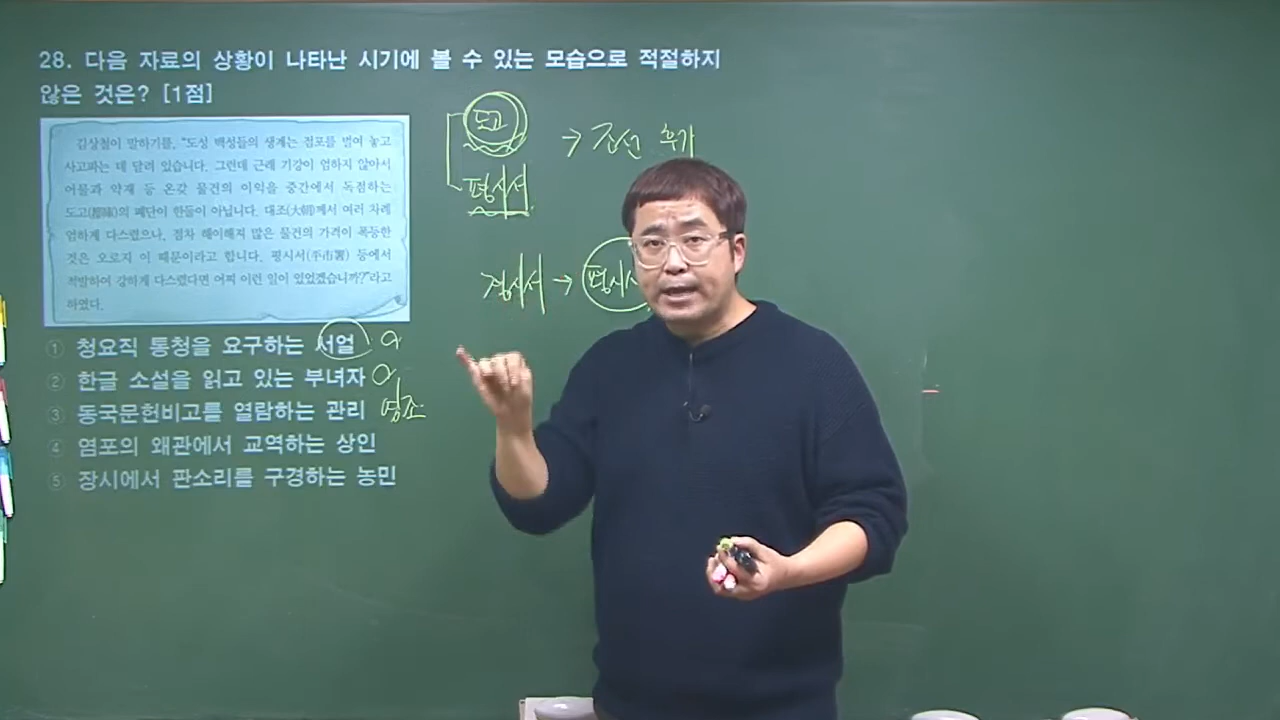 28. 다음 자료의 상황이 나타난 시기에 볼 수 있는 모습으로 적절하지
않은 것은? [1점]
김상철이 말하기를, "도성 백성들의 생계는 점포를 벌여 놓고
사고파는 데 달려 있습니다. 그런데 근래 기강이 엄하지 않아서
어물과 약재 등 온갖 물건의 이익을 중간에서 독점하는
도고(都賈)의 폐단이 한둘이 아닙니다. 대조(大朝)께서 여러 차례
엄하게 다스렸으나, 점차 해이해져 많은 물건의 가격이 폭등한
것은 오로지 이 때문이라고 합니다. 평시서(平市署) 등에서
적발하여 강하게 다스렸다면 어찌 이런 일이 있었겠습니까?"라고
하였다.
① 청요직 통청을 요구하는 서얼
② 한글 소설을 읽고 있는 부녀자
③ 동국문헌비고를 열람하는 관리 영조
④ 염포의 왜관에서 교역하는 상인
⑤ 장시에서 판소리를 구경하는 농민
도고 → 조선 후기
평시서
경시서 → 평시서